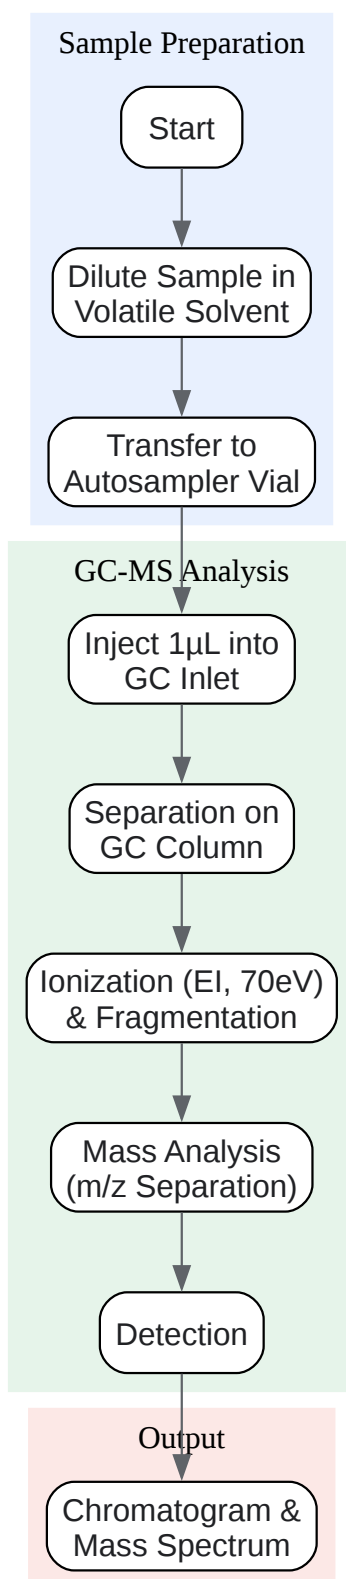 Sample Preparation
Start
Dilute Sample in
Volatile Solvent
Transfer to
Autosampler Vial
GC-MS Analysis
Inject 1µL into
GC Inlet
Separation on
GC Column
Ionization (EI, 70eV)
& Fragmentation
Mass Analysis
(m/z Separation)
Detection
Output
Chromatogram &
Mass Spectrum